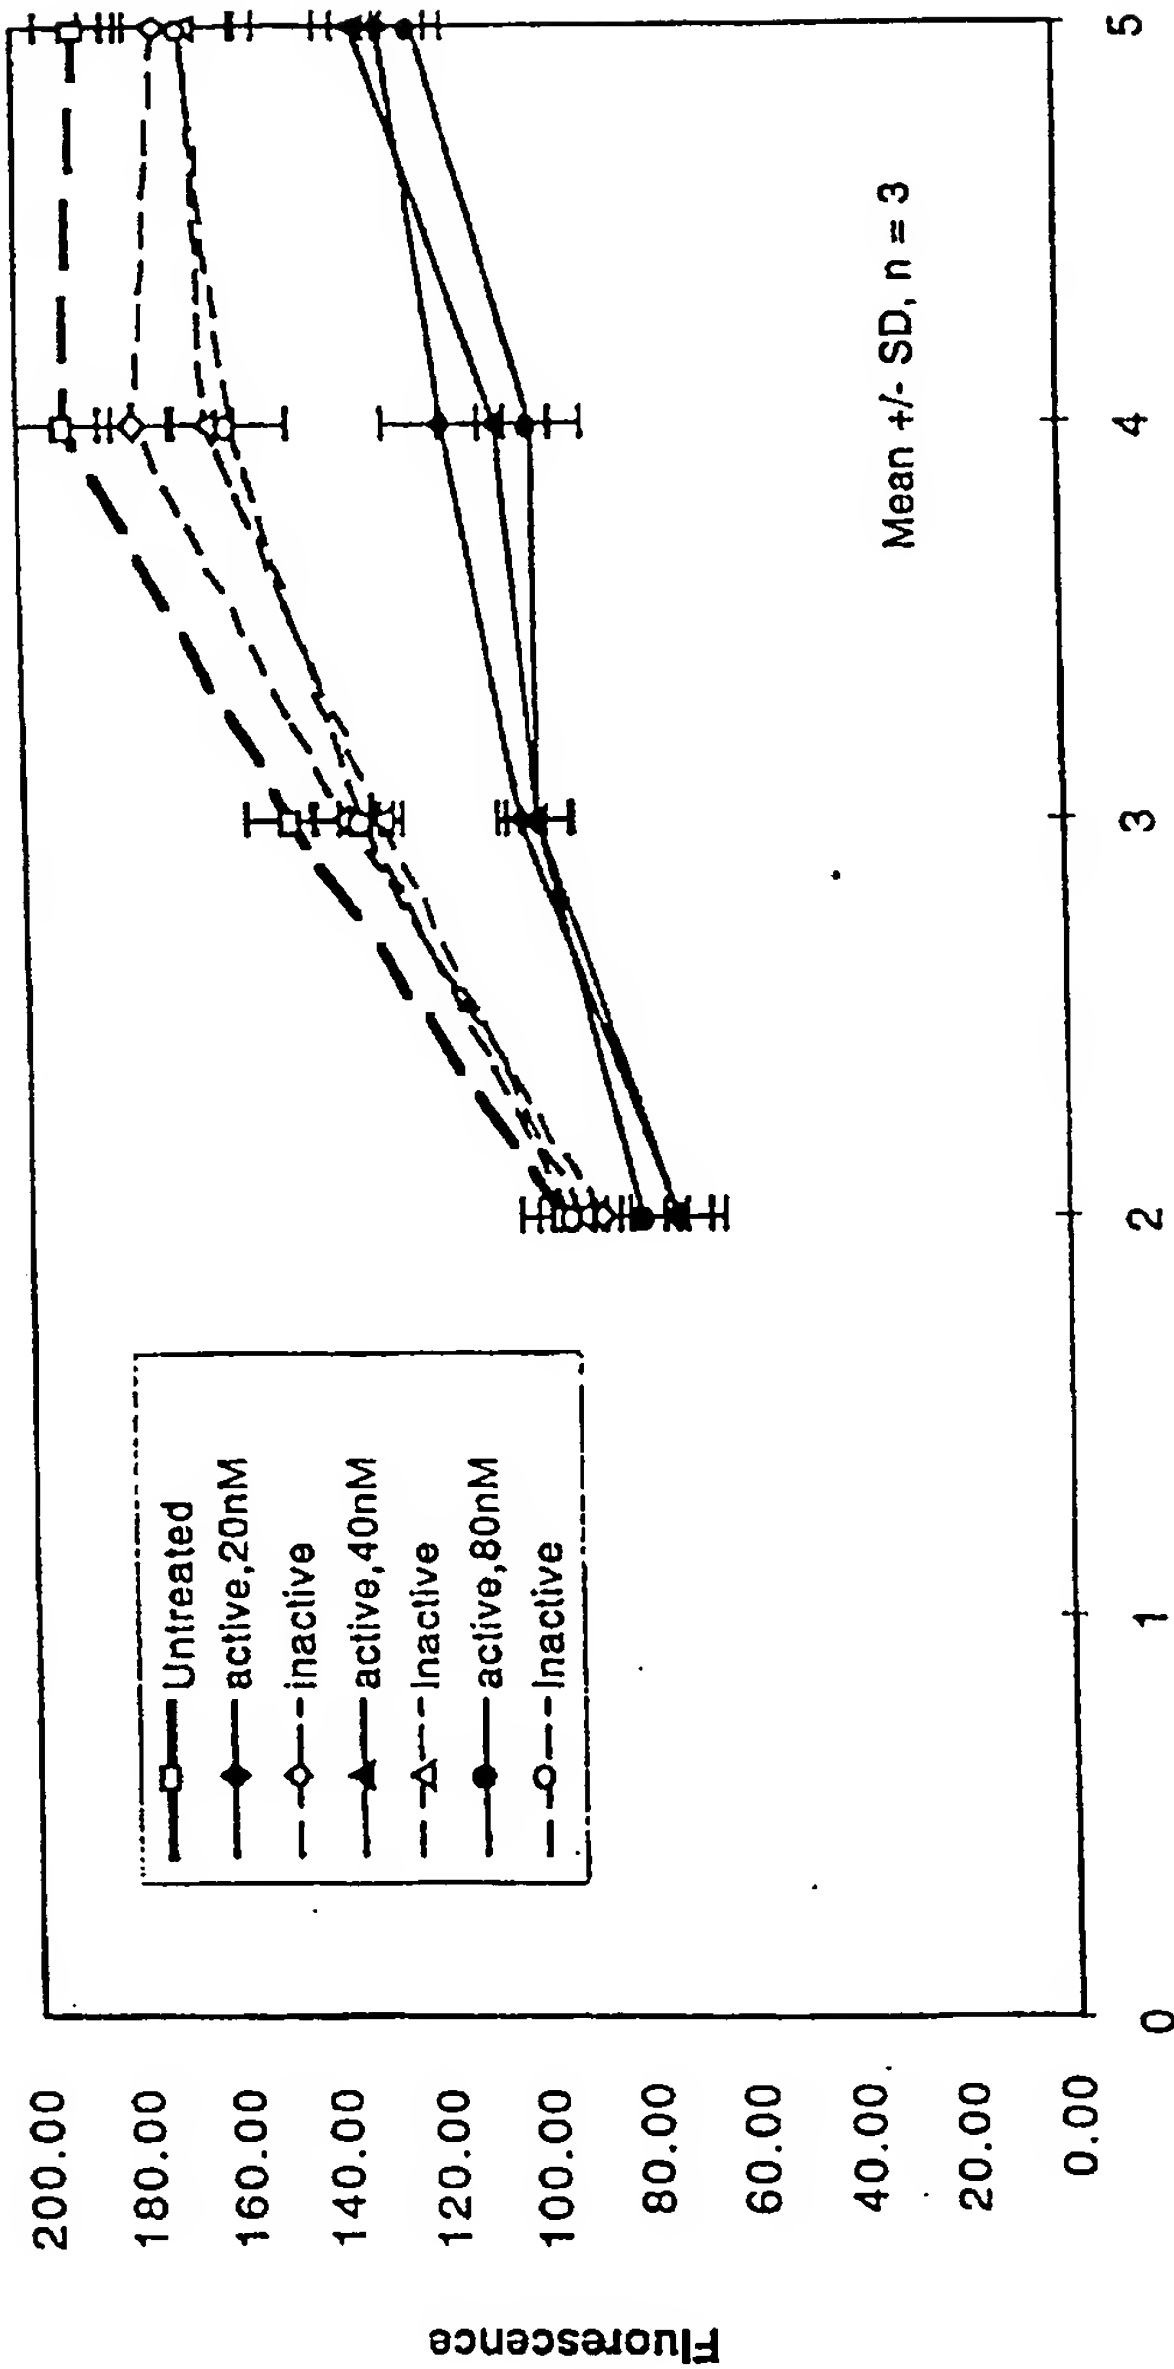 200.00
180.00
160.00
140.00
120.00
100.00
80.00
60.00
40.00
20.00
0.00
Fluorescence
Untreated
active,20nM
inactive
active,40nM
Inactive
active,80nM
Inactive
Mean +/- SD, n = 3
0
1
2
3
4
5